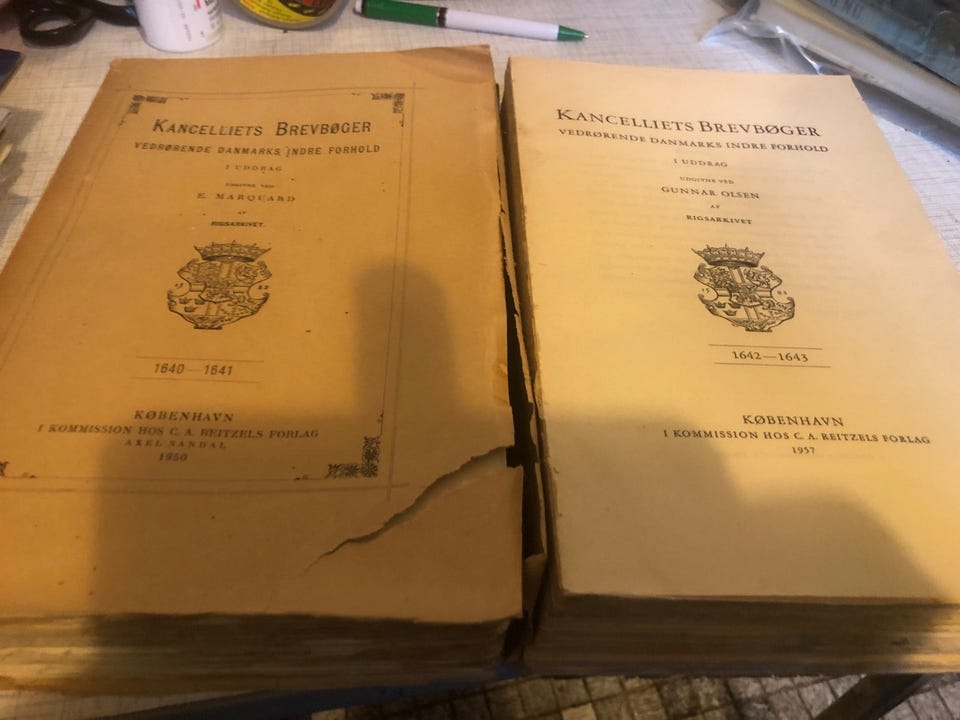 KANCELLIETS BREVBØGER
VEDRØRENDE DANMARKS INDRE FORHOLD
I UDDRAG
UDGIVNE VED
E. MARQUARD
AF
RIGSARKIVET.
1640—1641
KØBENHAVN
I KOMMISSION HOS C. A. REITZELS FORLAG
AXEL SANDAL
1950
KANCELLIETS BREVBØGER
VEDRØRENDE DANMARKS INDRE FORHOLD
I UDDRAG
UDGIVNE VED
GUNNAR OLSEN
AF
RIGSARKIVET
1642—1643
KØBENHAVN
I KOMMISSION HOS C. A. REITZELS FORLAG
1957